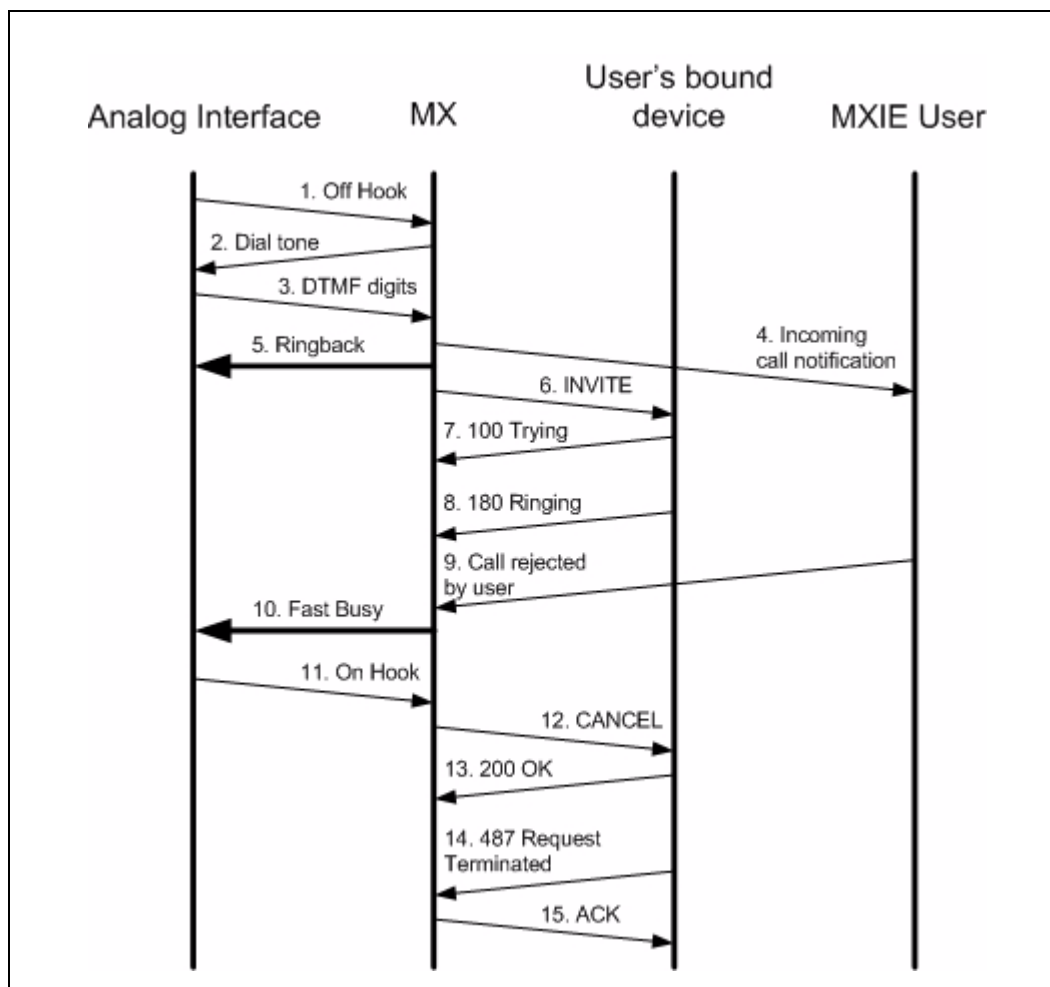 User's bound
device
Analog Interface
MX
MXIE User
1. Off Hook
2. Dial tone
3. DTMF digits
4. Incoming
call notification
5. Ringback
6. INVITE
7. 100 Trying
8. 180 Ringing
9. Call rejected
by user
10. Fast Busy
11. On Hook
12. CANCEL
13. 200 OK
14. 487 Request
Terminated
15. ACK